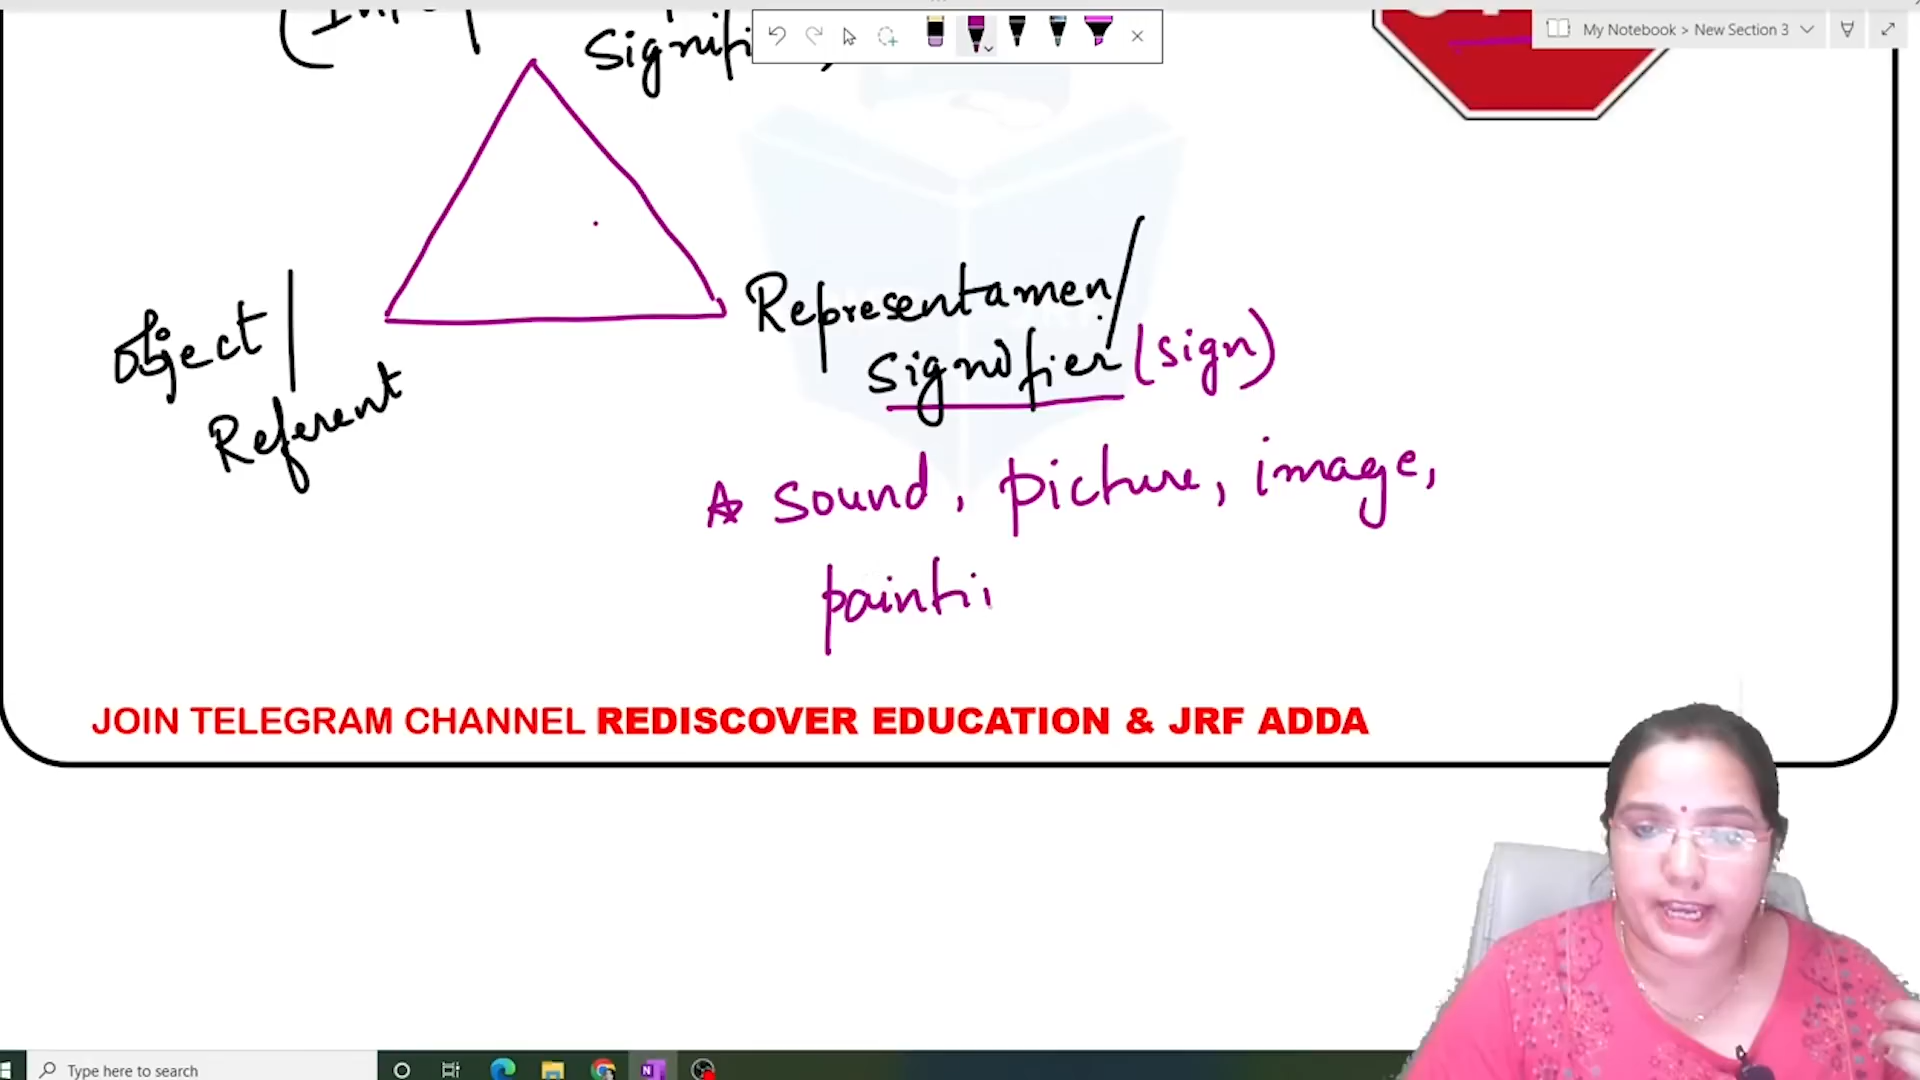 My Notebook > New Section 3
Object/
Referent
Representamen/
Signifier (sign)
sound, picture, image,
painti
JOIN TELEGRAM CHANNEL REDISCOVER EDUCATION & JRF ADDA
Type here to search